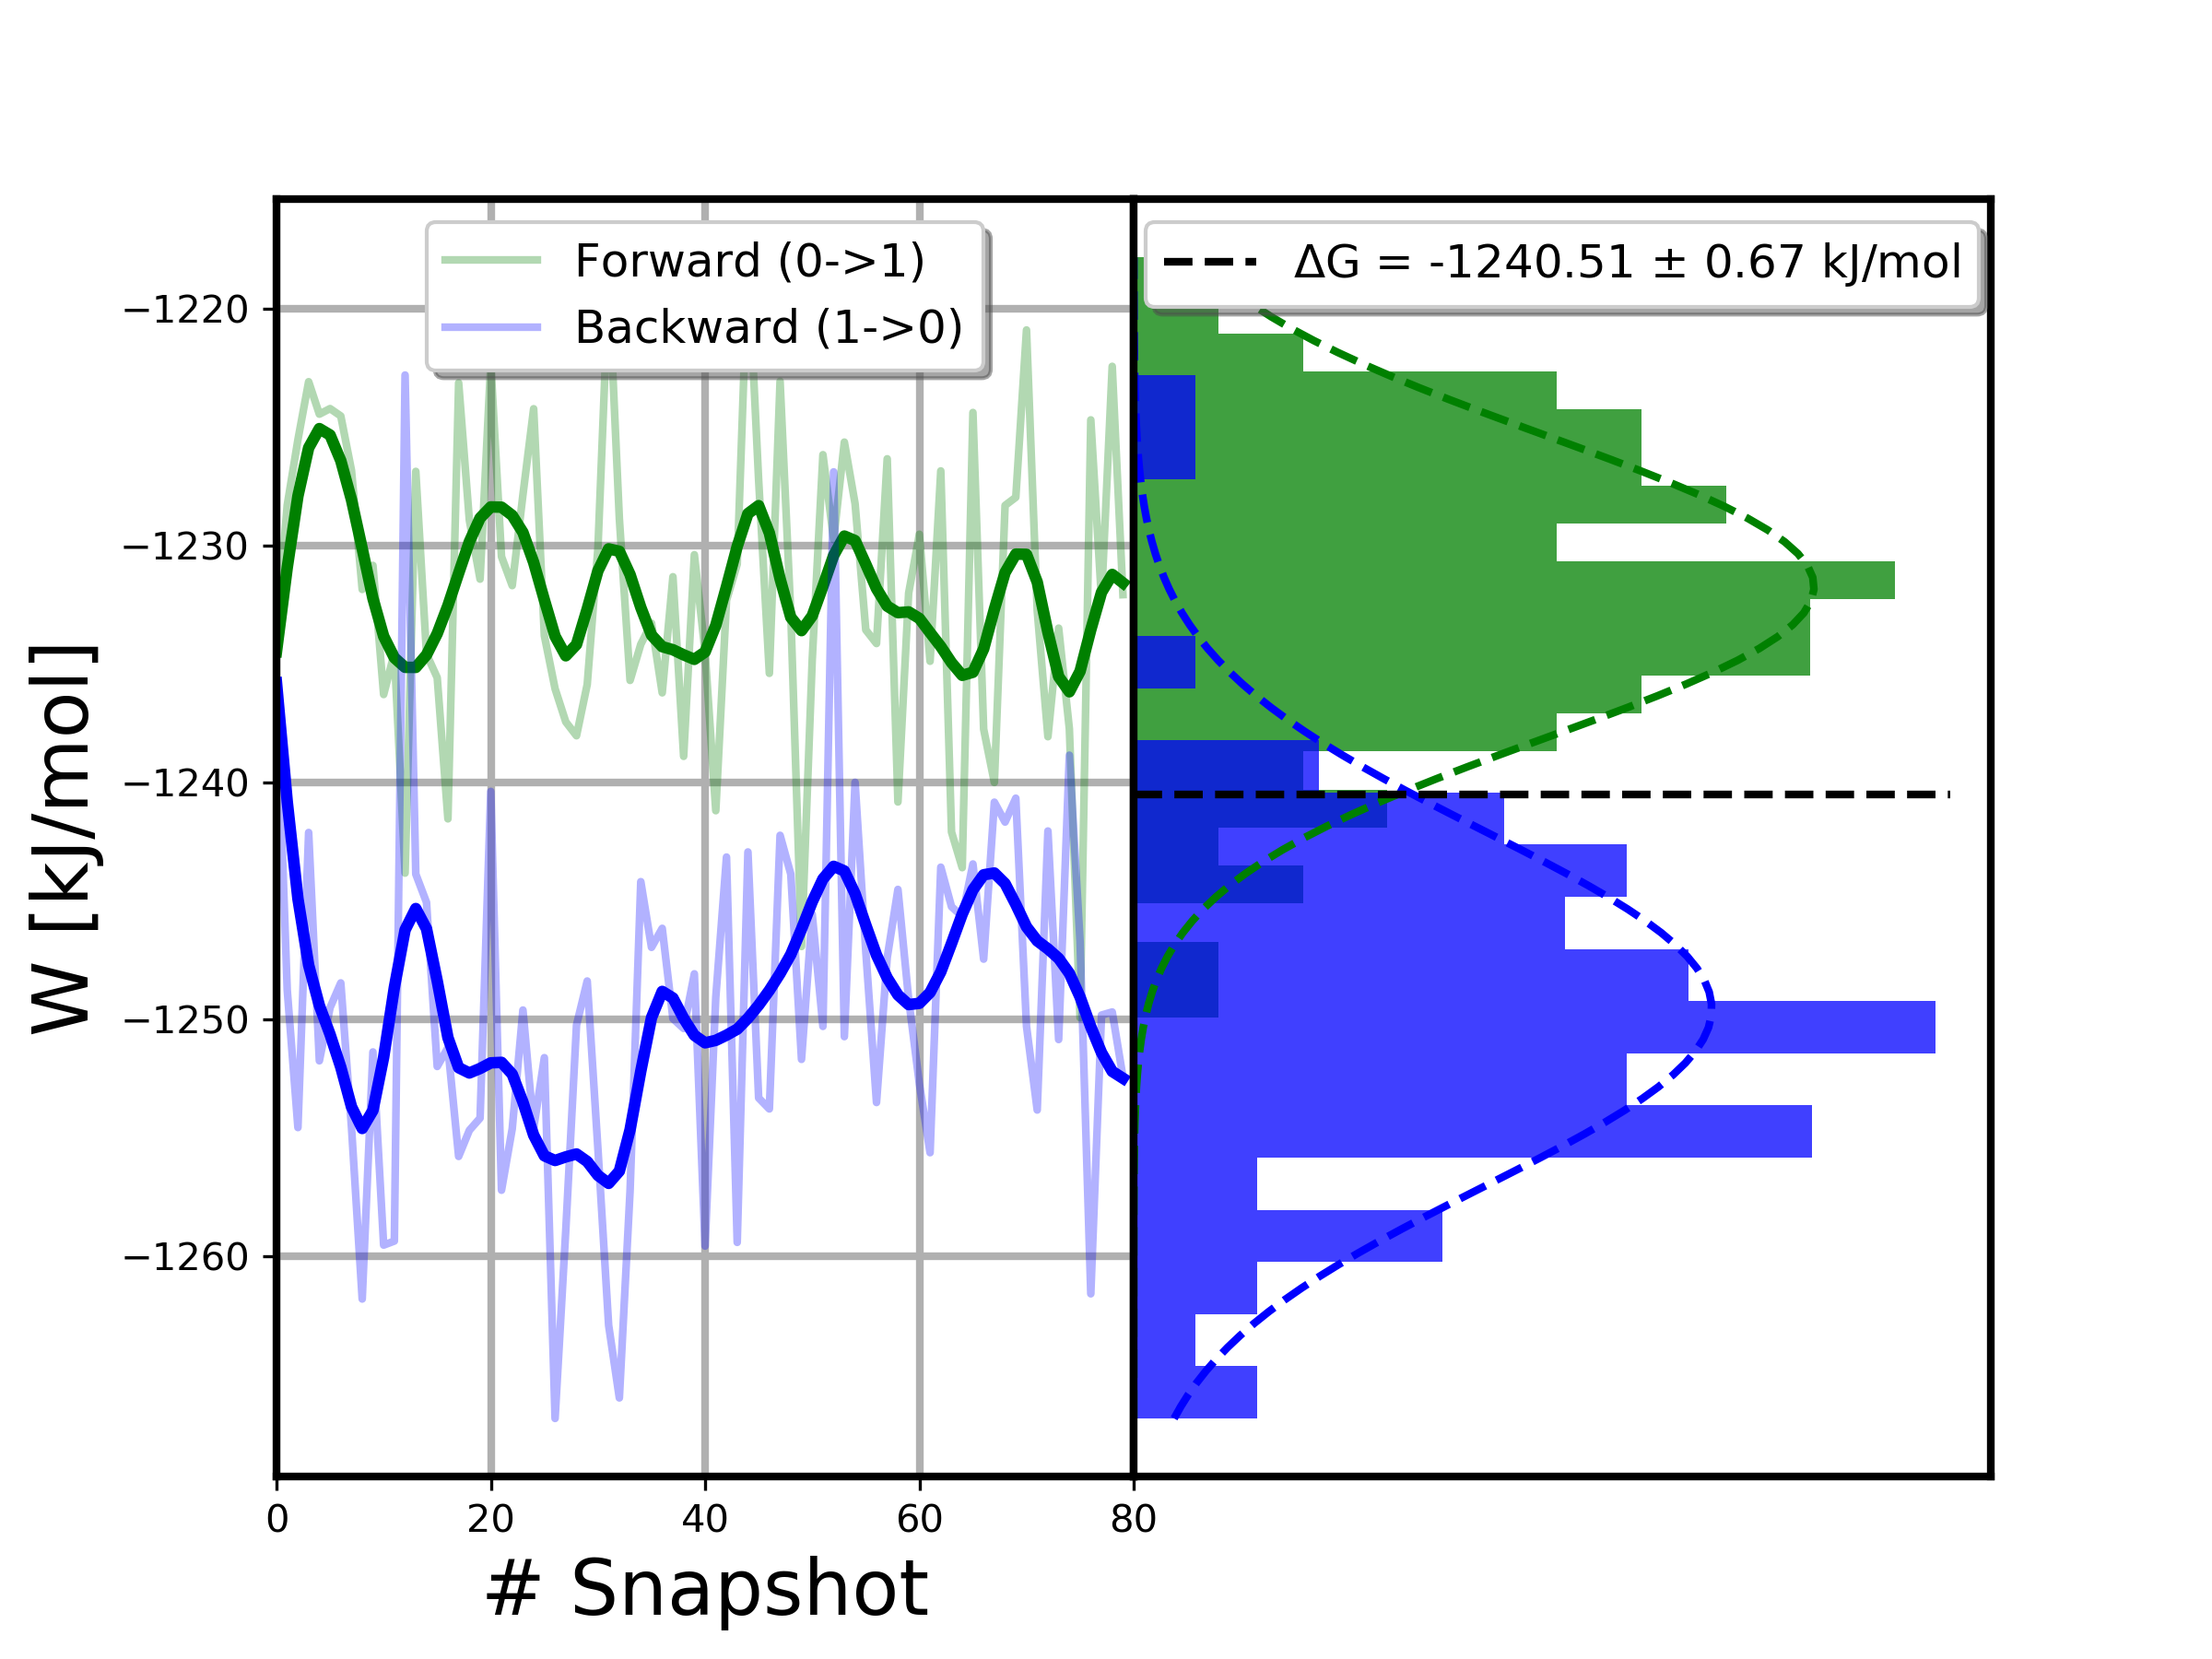 Forward (0->1)
Backward (1->0)
ΔG = -1240.51 ± 0.67 kJ/mol
W [kJ/mol]
−1220
−1230
−1240
−1250
−1260
0 20 40 60 80
# Snapshot